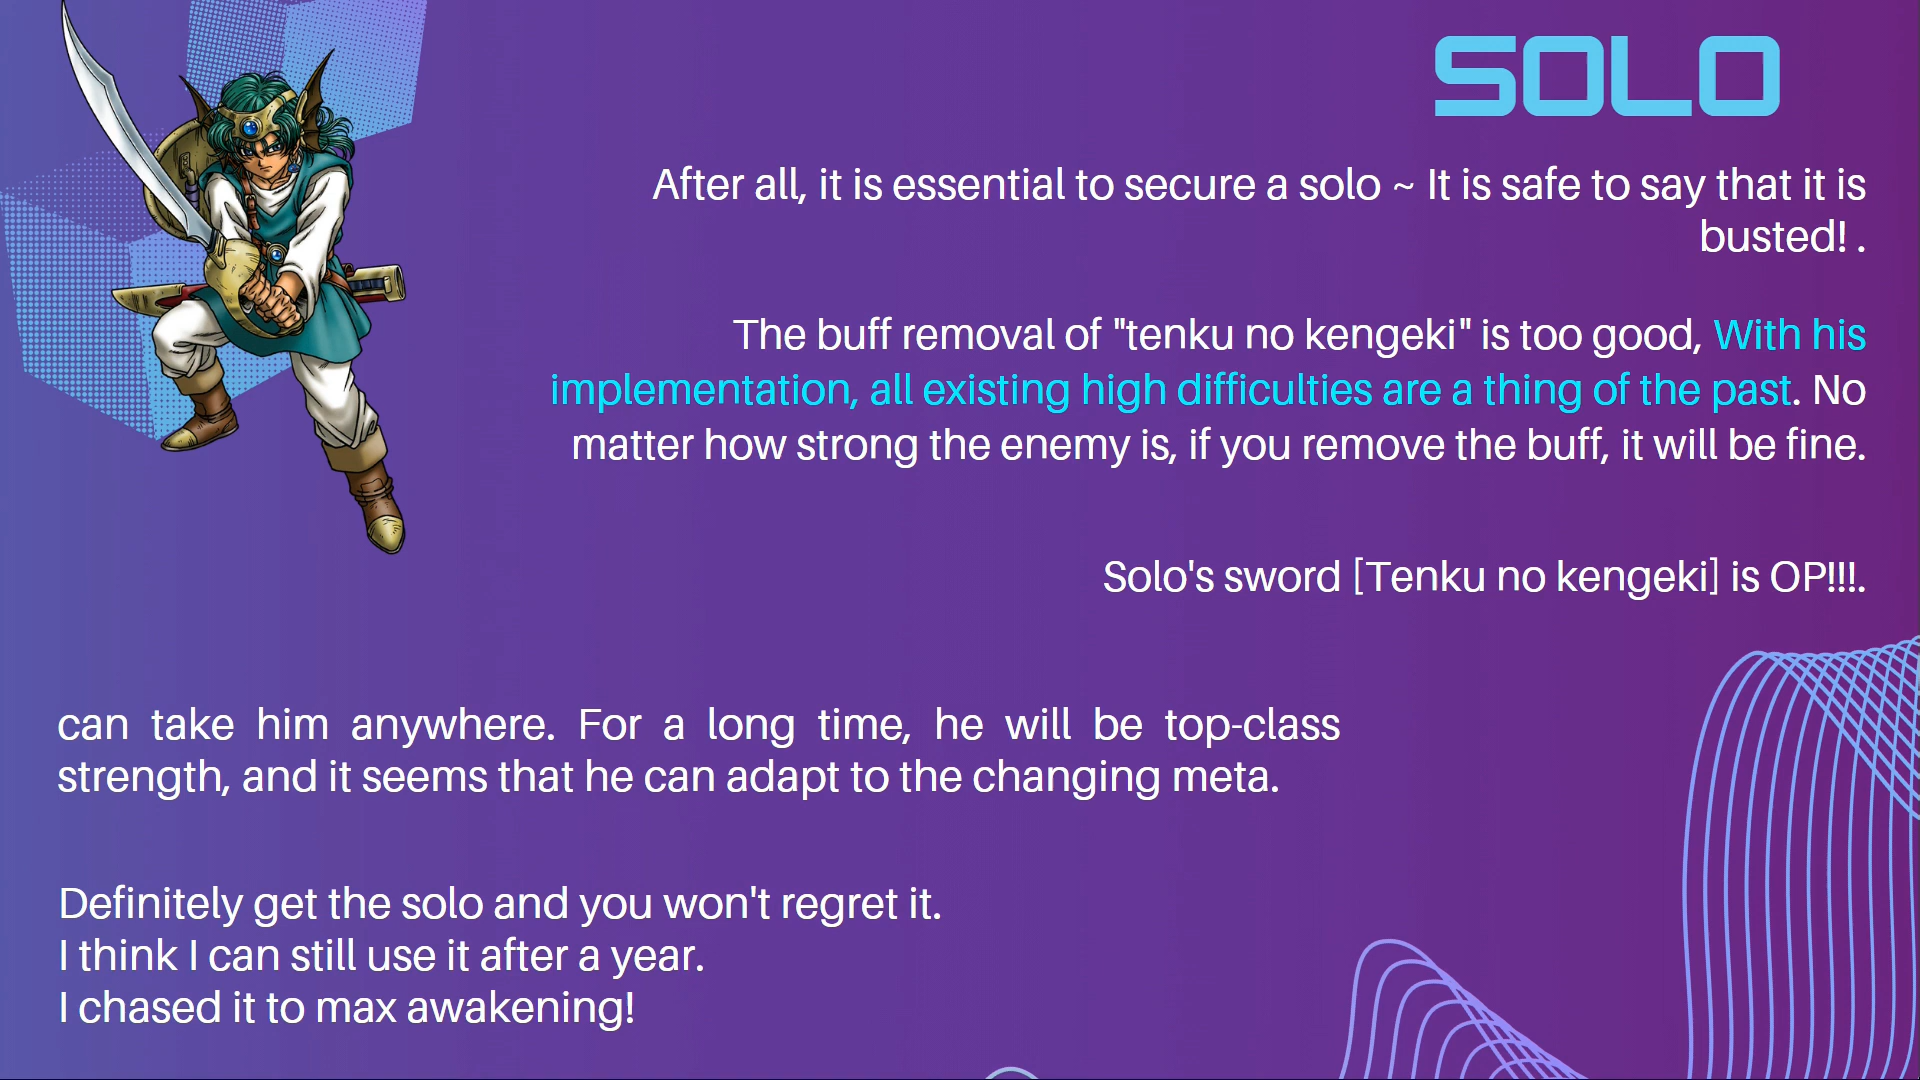 SOLO
After all, it is essential to secure a solo ~ It is safe to say that it is
busted! .
The buff removal of "tenku no kengeki" is too good, With his
implementation, all existing high difficulties are a thing of the past. No
matter how strong the enemy is, if you remove the buff, it will be fine.
Solo's sword [Tenku no kengeki] is OP!!!.
can take him anywhere. For a long time, he will be top-class
strength, and it seems that he can adapt to the changing meta.
Definitely get the solo and you won't regret it.
I think I can still use it after a year.
I chased it to max awakening!